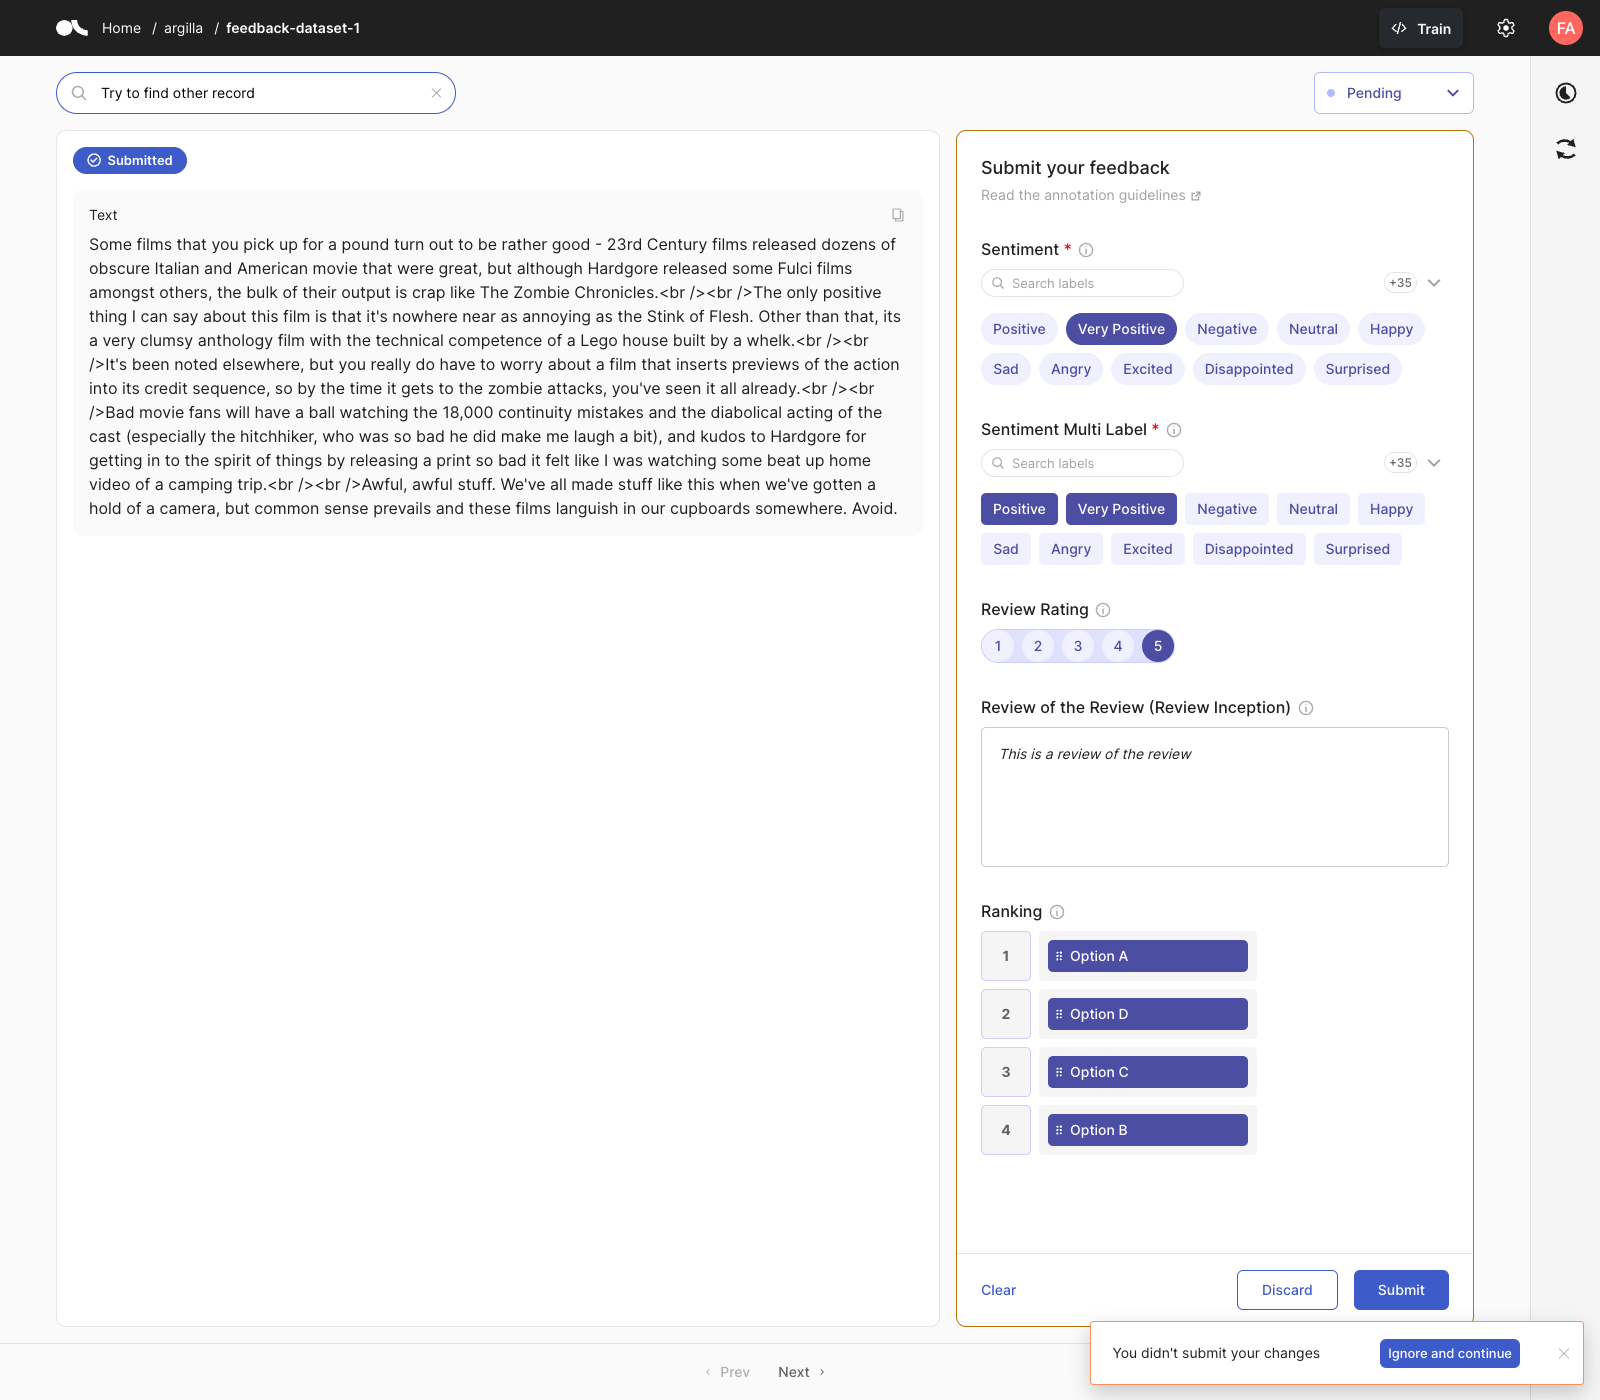 Home / argilla / feedback-dataset-1
Train
FA
Try to find other record
Pending
Submitted
Text
Some films that you pick up for a pound turn out to be rather good - 23rd Century films released dozens of
obscure Italian and American movie that were great, but although Hardgore released some Fulci films
amongst others, the bulk of their output is crap like The Zombie Chronicles.<br /><br />The only positive
thing I can say about this film is that it's nowhere near as annoying as the Stink of Flesh. Other than that, its
a very clumsy anthology film with the technical competence of a Lego house built by a whelk.<br /><br
/>It's been noted elsewhere, but you really do have to worry about a film that inserts previews of the action
into its credit sequence, so by the time it gets to the zombie attacks, you've seen it all already.<br /><br
/>Bad movie fans will have a ball watching the 18,000 continuity mistakes and the diabolical acting of the
cast (especially the hitchhiker, who was so bad he did make me laugh a bit), and kudos to Hardgore for
getting in to the spirit of things by releasing a print so bad it felt like I was watching some beat up home
video of a camping trip.<br /><br />Awful, awful stuff. We've all made stuff like this when we've gotten a
hold of a camera, but common sense prevails and these films languish in our cupboards somewhere. Avoid.
Submit your feedback
Read the annotation guidelines
Sentiment *
Search labels
+35
Positive Very Positive Negative Neutral Happy
Sad Angry Excited Disappointed Surprised
Sentiment Multi Label *
Search labels
+35
Positive Very Positive Negative Neutral Happy
Sad Angry Excited Disappointed Surprised
Review Rating
1 2 3 4 5
Review of the Review (Review Inception)
This is a review of the review
Ranking
1 Option A
2 Option D
3 Option C
4 Option B
Clear
Discard
Submit
You didn't submit your changes
Ignore and continue
Prev
Next